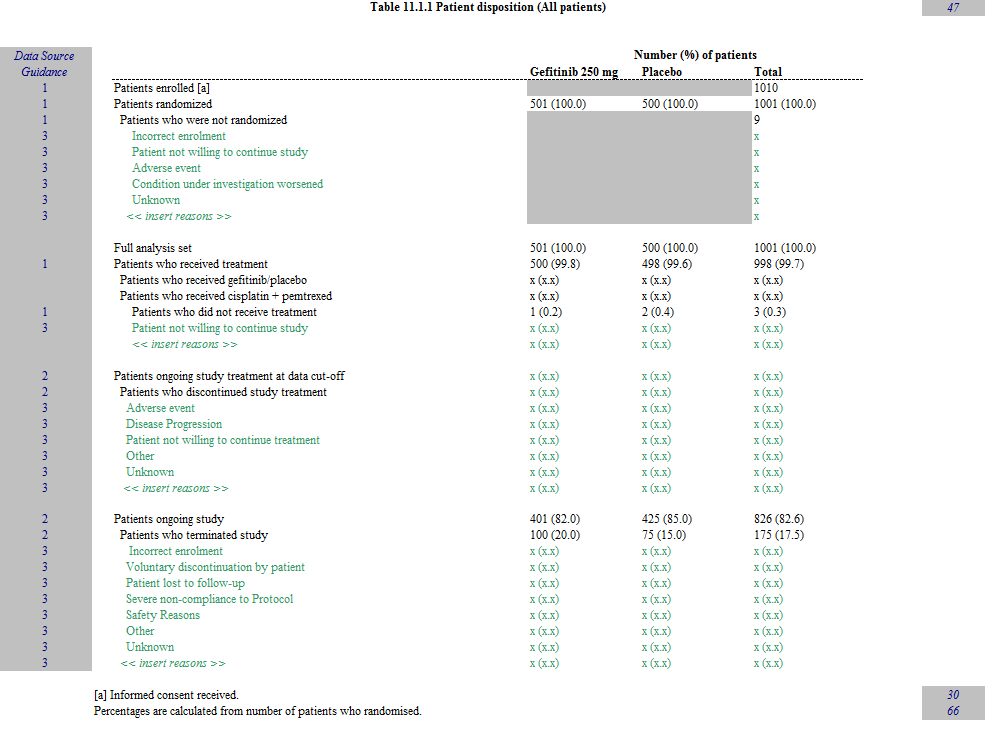 Table 11.1.1 Patient disposition (All patients) 47
Data Source Number (%) of patients
Guidance Gefitinib 250 mg Placebo Total
1 Patients enrolled [a] 1010
1 Patients randomized 501 (100.0) 500 (100.0) 1001 (100.0)
1 Patients who were not randomized 9
3 Incorrect enrolment x
3 Patient not willing to continue study x
3 Adverse event x
3 Condition under investigation worsened x
3 Unknown x
3 << insert reasons >> x
Full analysis set 501 (100.0) 500 (100.0) 1001 (100.0)
1 Patients who received treatment 500 (99.8) 498 (99.6) 998 (99.7)
Patients who received gefitinib/placebo x (x.x) x (x.x) x (x.x)
Patients who received cisplatin + pemtrexed x (x.x) x (x.x) x (x.x)
1 Patients who did not receive treatment 1 (0.2) 2 (0.4) 3 (0.3)
3 Patient not willing to continue study x (x.x) x (x.x) x (x.x)
<< insert reasons >> x (x.x) x (x.x) x (x.x)
2 Patients ongoing study treatment at data cut-off x (x.x) x (x.x) x (x.x)
2 Patients who discontinued study treatment x (x.x) x (x.x) x (x.x)
3 Adverse event x (x.x) x (x.x) x (x.x)
3 Disease Progression x (x.x) x (x.x) x (x.x)
3 Patient not willing to continue treatment x (x.x) x (x.x) x (x.x)
3 Other x (x.x) x (x.x) x (x.x)
3 Unknown x (x.x) x (x.x) x (x.x)
3 << insert reasons >> x (x.x) x (x.x) x (x.x)
2 Patients ongoing study 401 (82.0) 425 (85.0) 826 (82.6)
2 Patients who terminated study 100 (20.0) 75 (15.0) 175 (17.5)
3 Incorrect enrolment x (x.x) x (x.x) x (x.x)
3 Voluntary discontinuation by patient x (x.x) x (x.x) x (x.x)
3 Patient lost to follow-up x (x.x) x (x.x) x (x.x)
3 Severe non-compliance to Protocol x (x.x) x (x.x) x (x.x)
3 Safety Reasons x (x.x) x (x.x) x (x.x)
3 Other x (x.x) x (x.x) x (x.x)
3 Unknown x (x.x) x (x.x) x (x.x)
3 << insert reasons >> x (x.x) x (x.x) x (x.x)
[a] Informed consent received. 30
Percentages are calculated from number of patients who randomised. 66